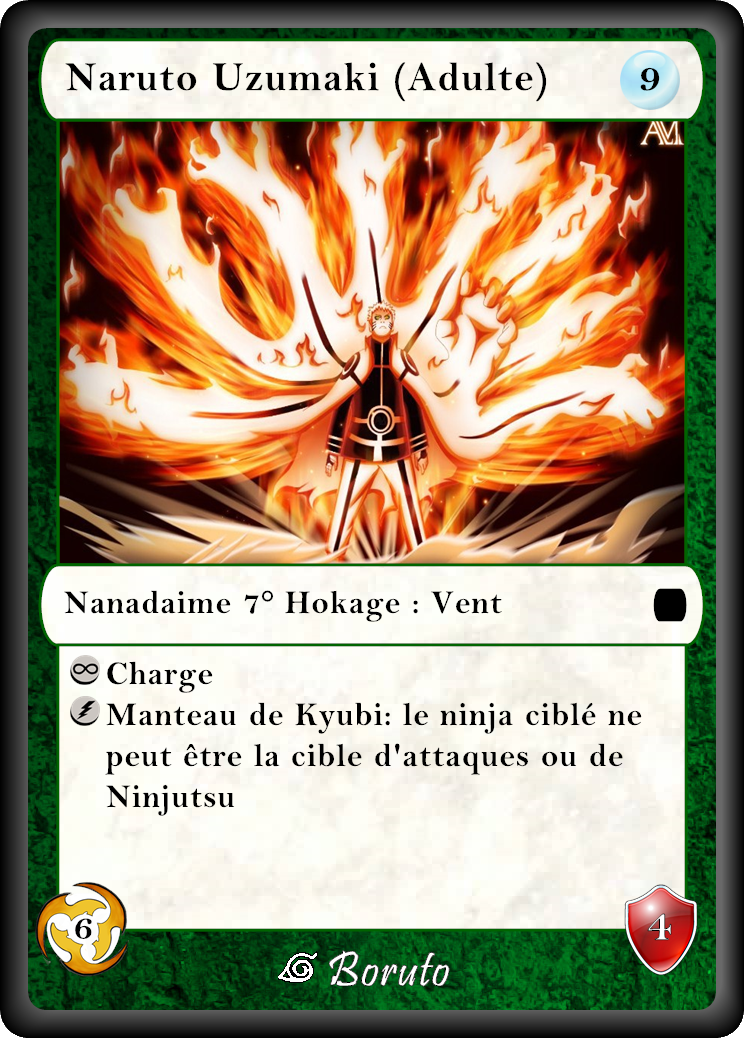 Naruto Uzumaki (Adulte)
9
AM
Nanadaime 7° Hokage : Vent
Charge
Manteau de Kyubi: le ninja ciblé ne
peut être la cible d'attaques ou de
Ninjutsu
6
4
Boruto